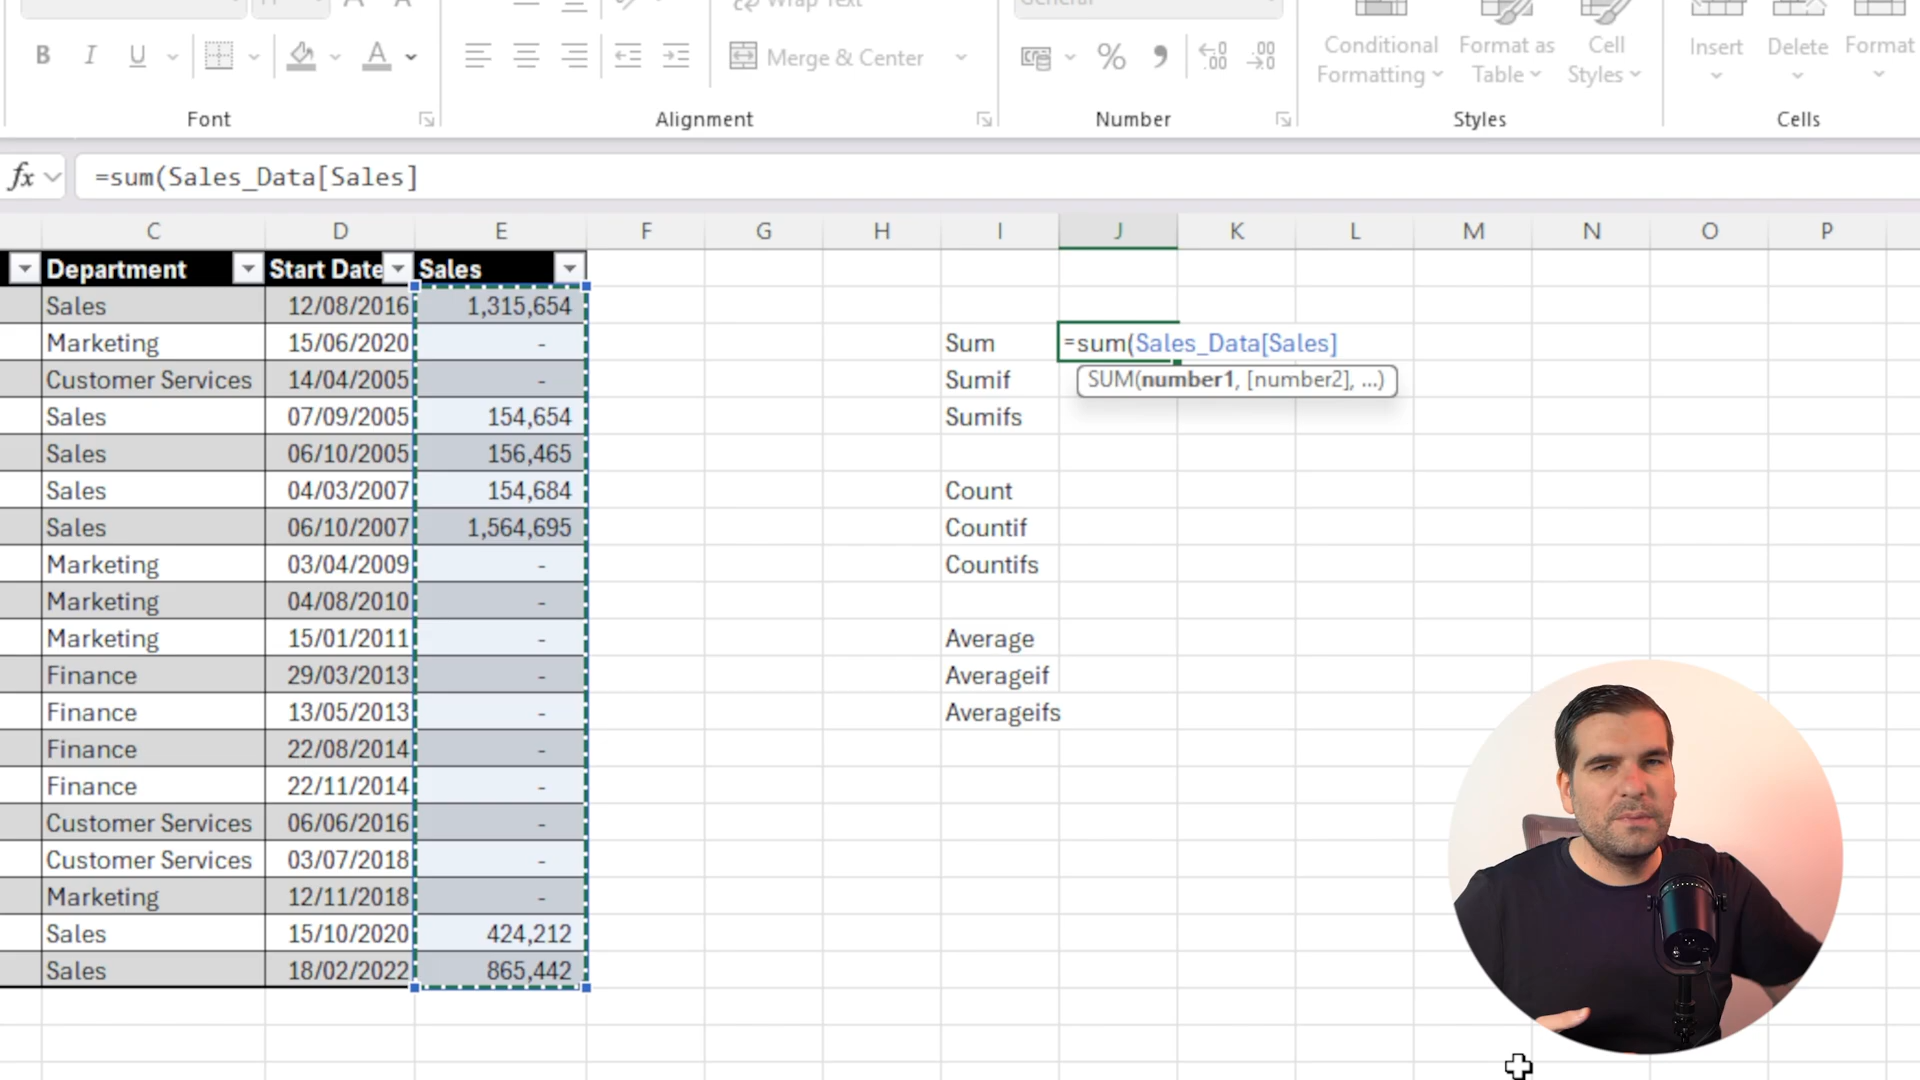 General
Wrap Text
B I U
A
Merge & Center
% ,
Conditional Formatting
Format as Table
Cell Styles
Insert
Delete
Format
Font
Alignment
Number
Styles
Cells
fx =sum(Sales_Data[Sales]
C D E F G H I J K L M N O P
Department Start Date Sales
Sales 12/08/2016 1,315,654
Marketing 15/06/2020 - Sum =sum(Sales_Data[Sales]
Customer Services 14/04/2005 - Sumif SUM(number1, [number2], ...)
Sales 07/09/2005 154,654 Sumifs
Sales 06/10/2005 156,465
Sales 04/03/2007 154,684 Count
Sales 06/10/2007 1,564,695 Countif
Marketing 03/04/2009 - Countifs
Marketing 04/08/2010 -
Marketing 15/01/2011 - Average
Finance 29/03/2013 - Averageif
Finance 13/05/2013 - Averageifs
Finance 22/08/2014 -
Finance 22/11/2014 -
Customer Services 06/06/2016 -
Customer Services 03/07/2018 -
Marketing 12/11/2018 -
Sales 15/10/2020 424,212
Sales 18/02/2022 865,442